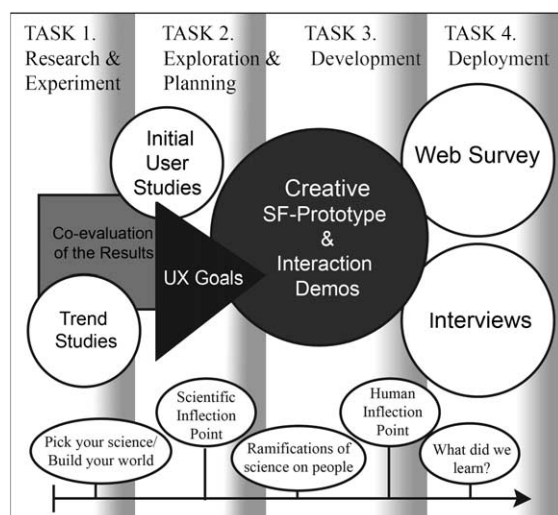 TASK 1.
Research &
Experiment
TASK 2.
Exploration &
Planning
TASK 3.
Development
TASK 4.
Deployment
Initial
User
Studies
Co-evaluation
of the Results
UX Goals
Trend
Studies
Creative
SF-Prototype
&
Interaction
Demos
Web Survey
Interviews
Pick your science/
Build your world
Scientific
Inflection
Point
Ramifications of
science on people
Human
Inflection
Point
What did we
learn?